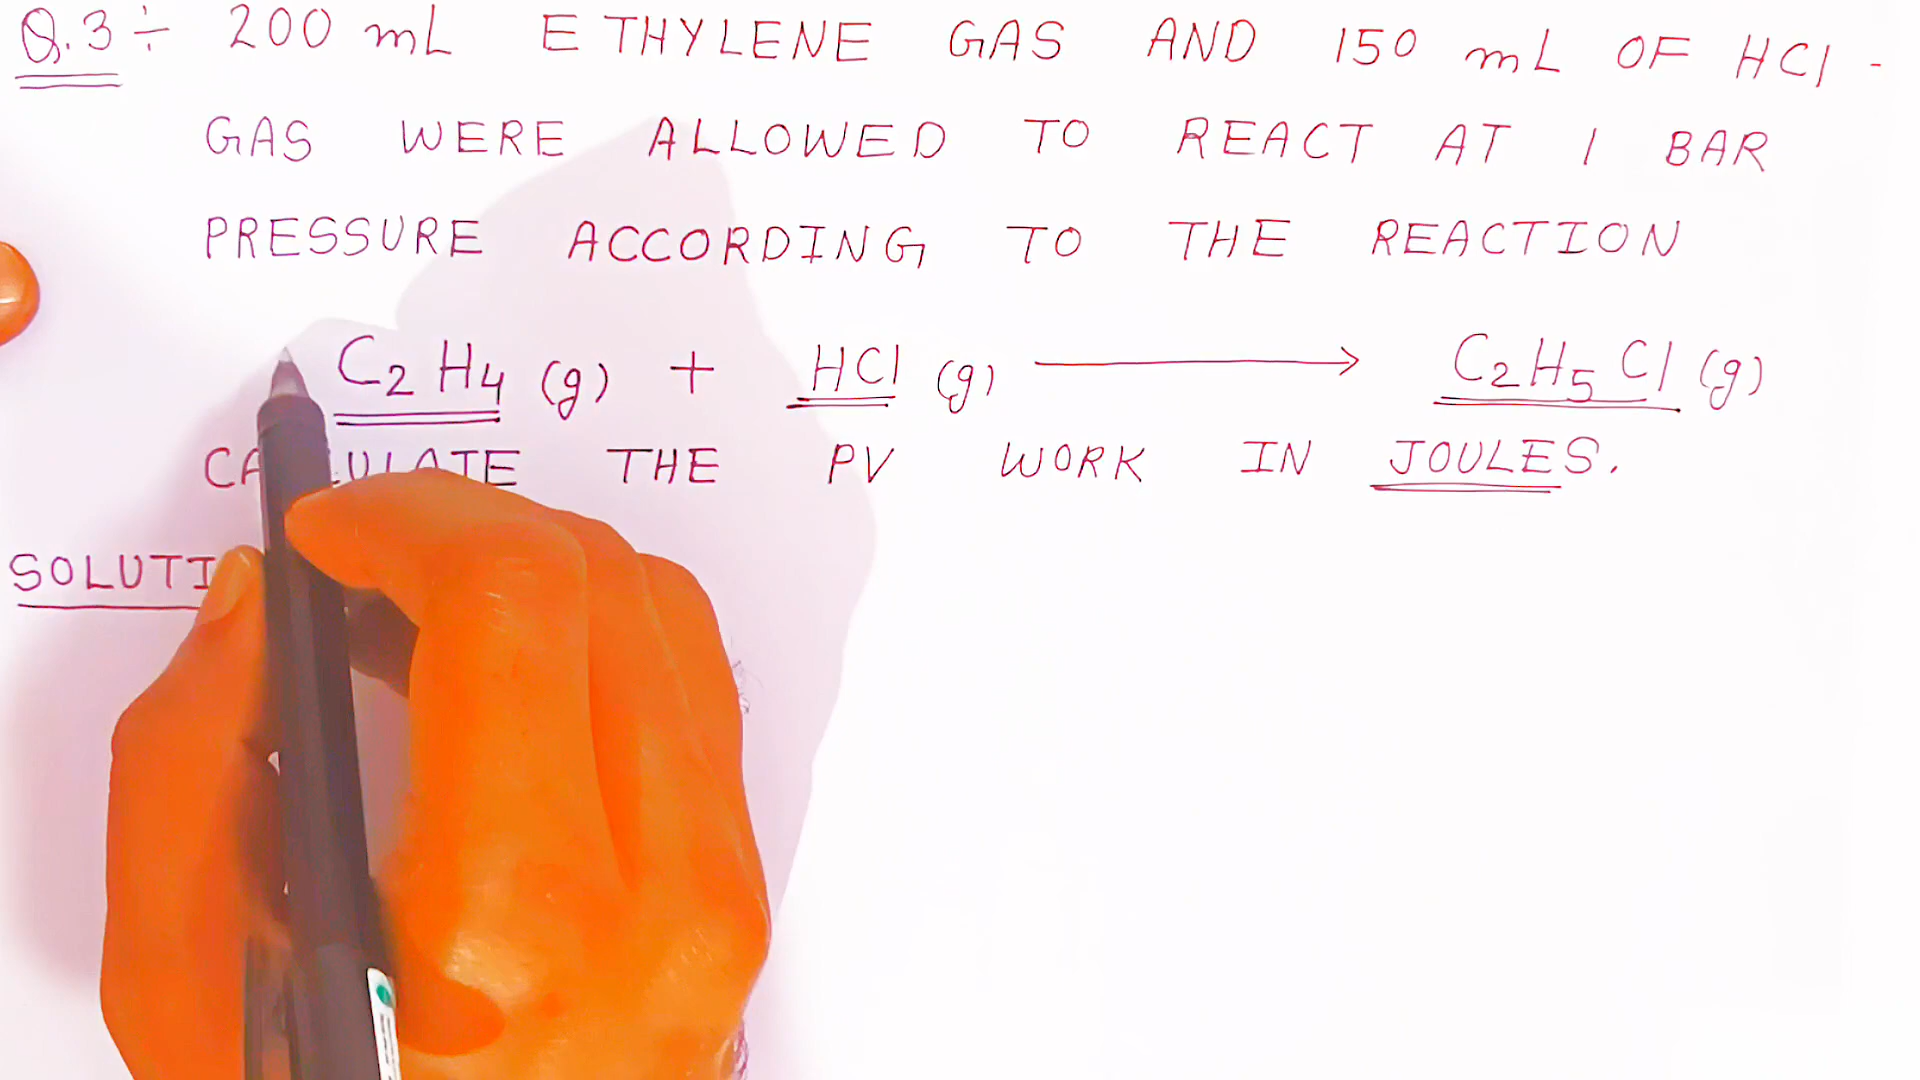 Q.3÷ 200 mL ETHYLENE GAS AND 150 mL OF HCl -
GAS WERE ALLOWED TO REACT AT 1 BAR
PRESSURE ACCORDING TO THE REACTION
C2H4 (g) + HCl (g) ⟶ C2H5Cl (g)
THE PV WORK IN JOULES.